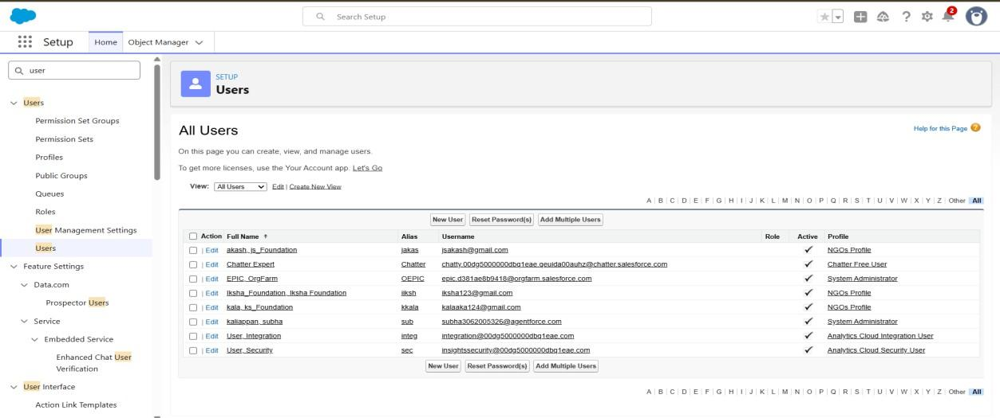 Search Setup
2
Setup Home Object Manager
user
Users
Permission Set Groups
Permission Sets
Profiles
Public Groups
Queues
Roles
User Management Settings
Users
Feature Settings
Data.com
Prospector Users
Service
Embedded Service
Enhanced Chat User
Verification
User Interface
Action Link Templates
SETUP
Users
All Users
Help for this Page ?
On this page you can create, view, and manage users.
To get more licenses, use the Your Account app. Let's Go
View: All Users Edit | Create New View
A | B | C | D | E | F | G | H | I | J | K | L | M | N | O | P | Q | R | S | T | U | V | W | X | Y | Z | Other All
New User Reset Password(s) Add Multiple Users
Action Full Name ↑ Alias Username Role Active Profile
| Edit akash, js_Foundation jakas jsakash@gmail.com ✓ NGOs Profile
| Edit Chatter Expert Chatter chatty.00dg5000000dbq1eae.qeuida00auhz@chatter.salesforce.com ✓ Chatter Free User
| Edit EPIC, OrgFarm OEPIC epic.d381ae8b9418@orgfarm.salesforce.com ✓ System Administrator
| Edit Iksha_Foundation, Iksha Foundation iiksh iksha123@gmail.com ✓ NGOs Profile
| Edit kala, ks_Foundation kkala kalaaka124@gmail.com ✓ NGOs Profile
| Edit kaliappan, subha sub subha3062005326@agentforce.com ✓ System Administrator
| Edit User, Integration integ integration@00dg5000000dbq1eae.com ✓ Analytics Cloud Integration User
| Edit User, Security sec insightssecurity@00dg5000000dbq1eae.com ✓ Analytics Cloud Security User
New User Reset Password(s) Add Multiple Users
A | B | C | D | E | F | G | H | I | J | K | L | M | N | O | P | Q | R | S | T | U | V | W | X | Y | Z | Other All